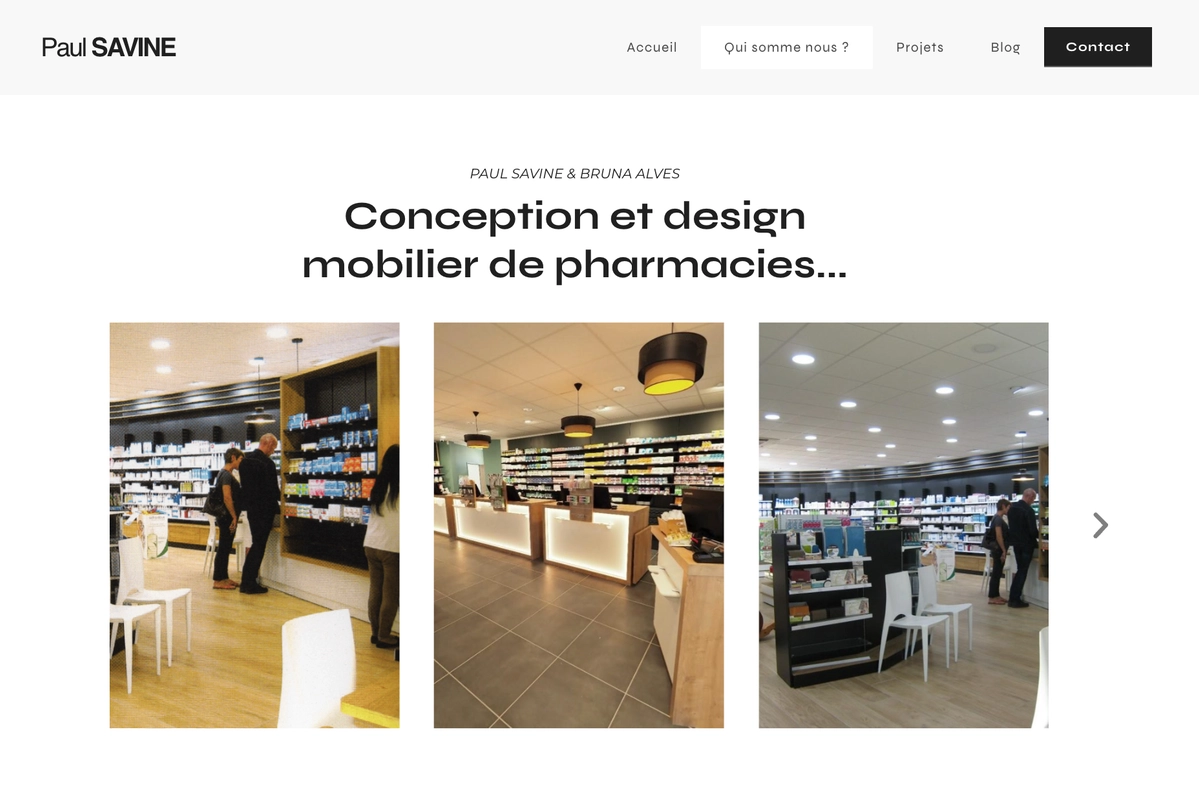 Paul SAVINE
Accueil
Qui somme nous ?
Projets
Blog
Contact
PAUL SAVINE & BRUNA ALVES
Conception et design
mobilier de pharmacies...